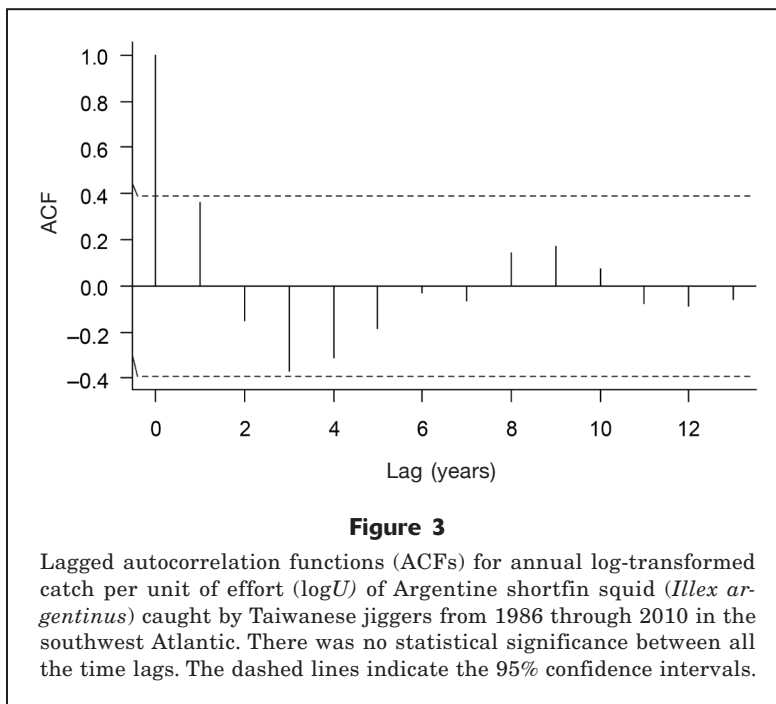 1.0
0.8
0.6
0.4
0.2
0.0
–0.2
–0.4
ACF
0 2 4 6 8 10 12
Lag (years)
Figure 3
Lagged autocorrelation functions (ACFs) for annual log-transformed
catch per unit of effort (logU) of Argentine shortfin squid (Illex ar-
gentinus) caught by Taiwanese jiggers from 1986 through 2010 in the
southwest Atlantic. There was no statistical significance between all
the time lags. The dashed lines indicate the 95% confidence intervals.